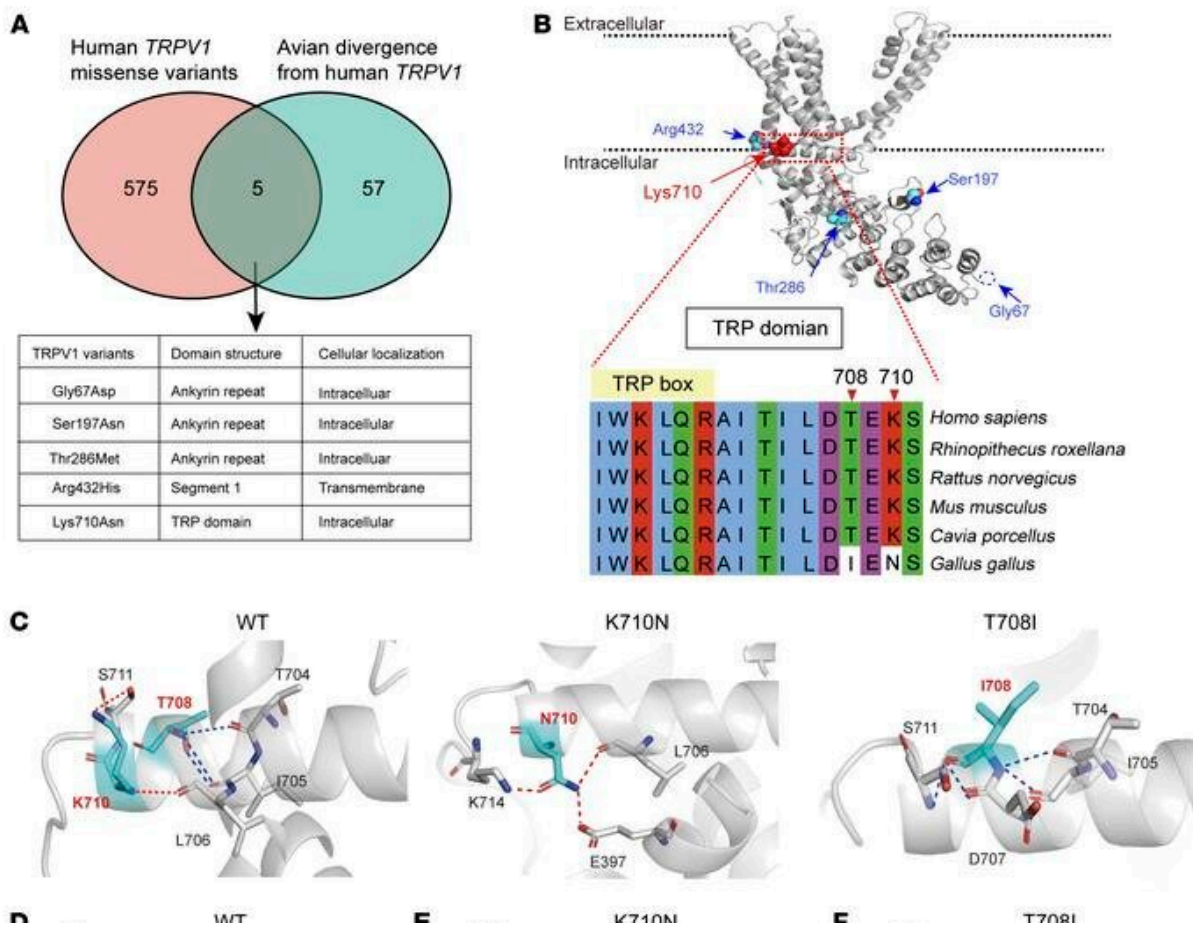 A
Human TRPV1
missense variants
Avian divergence
from human TRPV1
575
5
57
TRPV1 variants Domain structure Cellular localization
Gly67Asp Ankyrin repeat Intracelluar
Ser197Asn Ankyrin repeat Intracellular
Thr286Met Ankyrin repeat Intracelluar
Arg432His Segment 1 Transmembrane
Lys710Asn TRP domain Intracellular
B
Extracellular
Arg432
Intracellular
Lys710
Ser197
Thr286
Gly67
TRP domian
TRP box
708 710
I W K L Q R A I T I L D T E K S Homo sapiens
I W K L Q R A I T I L D T E K S Rhinopithecus roxellana
I W K L Q R A I T I L D T E K S Rattus norvegicus
I W K L Q R A I T I L D T E K S Mus musculus
I W K L Q R A I T I L D T E K S Cavia porcellus
I W K L Q R A I T I L D I E N S Gallus gallus
C
WT
S711
T708
T704
K710
I705
L706
K710N
N710
L706
K714
E397
T708I
I708
S711
T704
I705
D707
D
WT
E
K710N
F
T708I